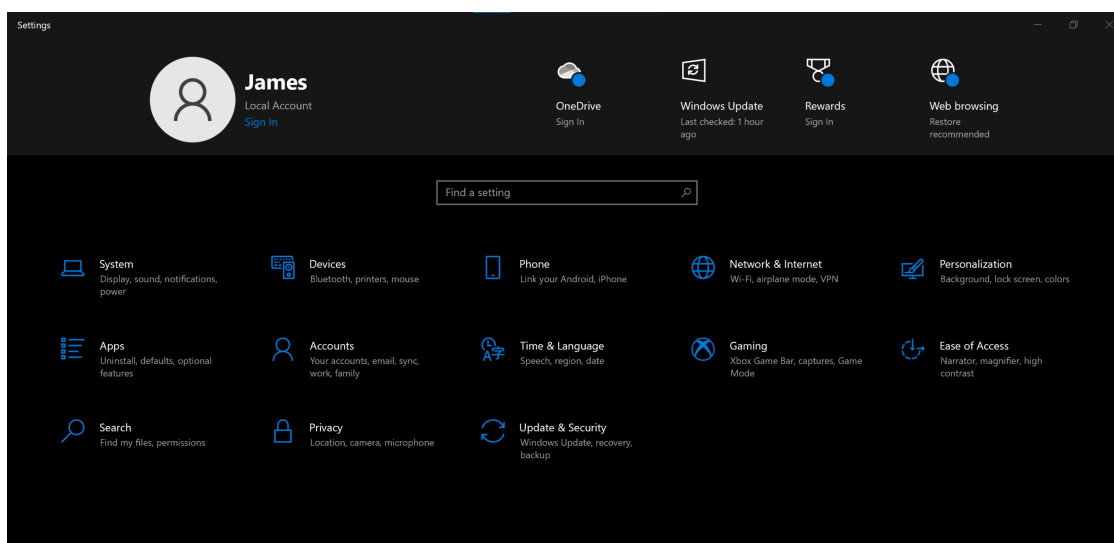 Settings
James
Local Account
Sign In
OneDrive
Sign In
Windows Update
Last checked: 1 hour
ago
Rewards
Sign In
Web browsing
Restore
recommended
Find a setting
System
Display, sound, notifications,
power
Devices
Bluetooth, printers, mouse
Phone
Link your Android, iPhone
Network & Internet
Wi-Fi, airplane mode, VPN
Personalization
Background, lock screen, colors
Apps
Uninstall, defaults, optional
features
Accounts
Your accounts, email, sync,
work, family
Time & Language
Speech, region, date
Gaming
Xbox Game Bar, captures, Game
Mode
Ease of Access
Narrator, magnifier, high
contrast
Search
Find my files, permissions
Privacy
Location, camera, microphone
Update & Security
Windows Update, recovery,
backup